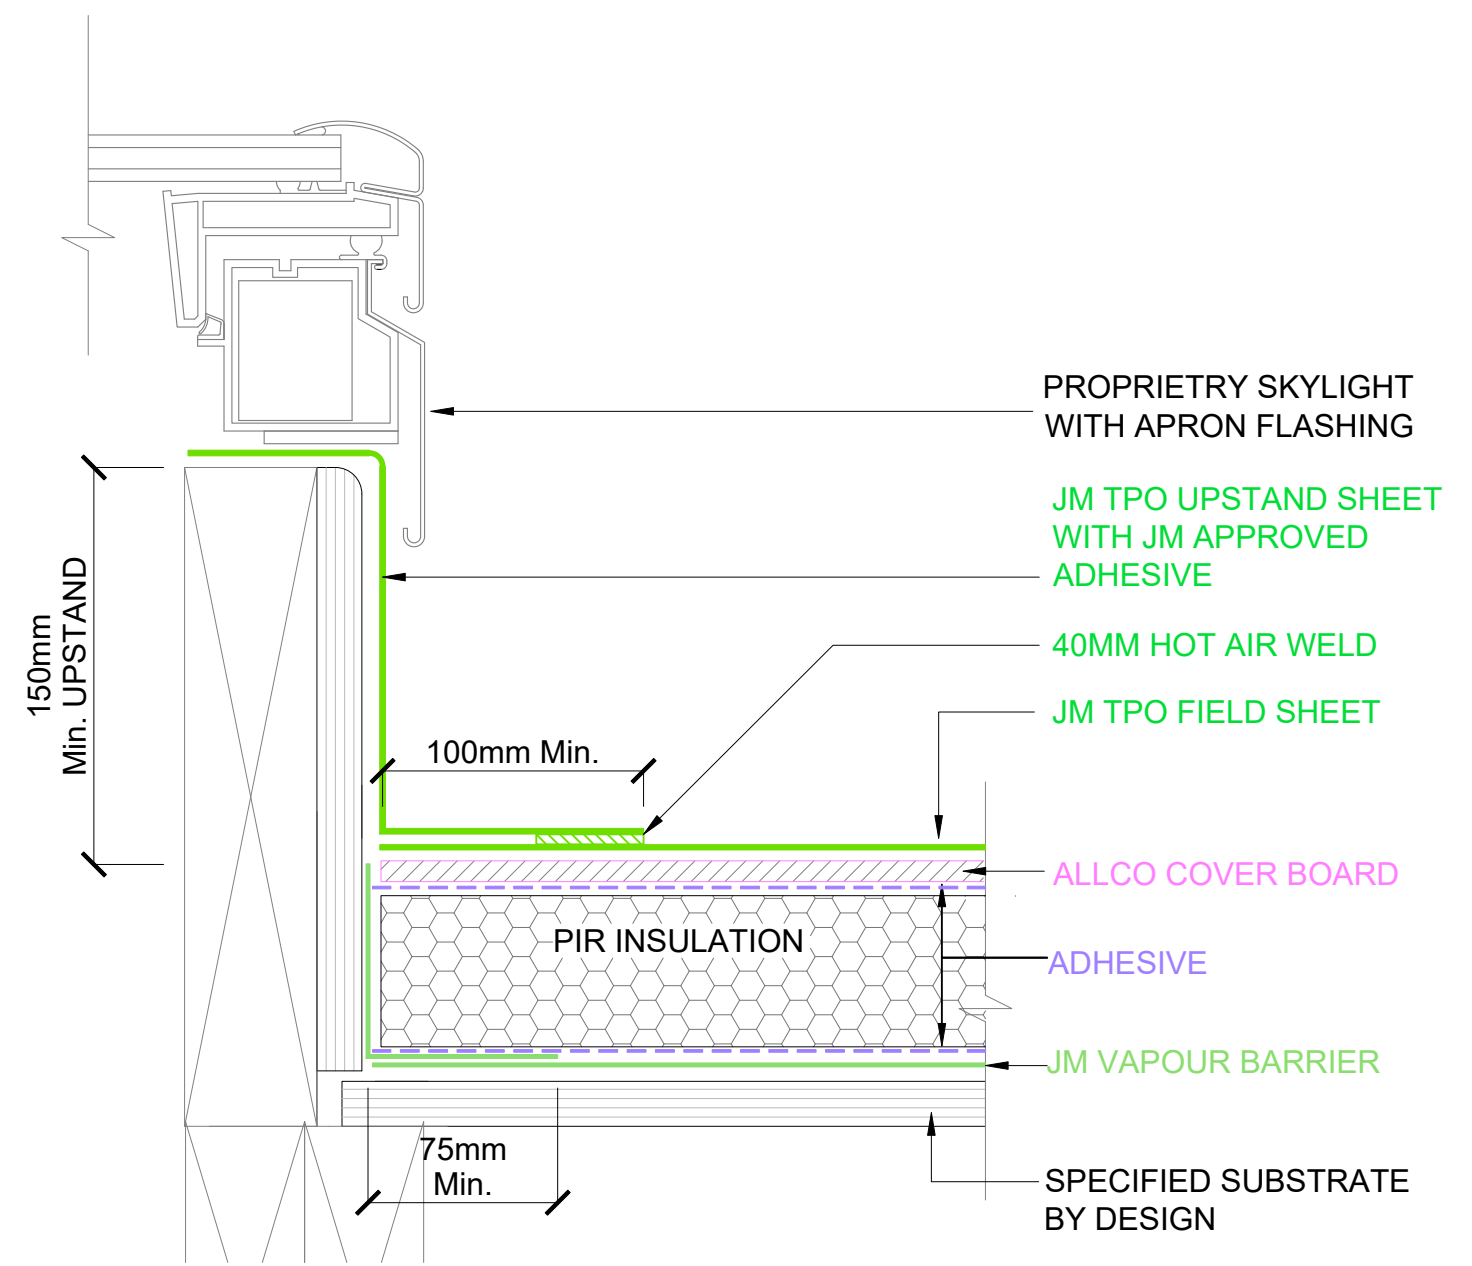 PROPRIETRY SKYLIGHT
WITH APRON FLASHING
JM TPO UPSTAND SHEET
WITH JM APPROVED
ADHESIVE
150mm
Min. UPSTAND
40MM HOT AIR WELD
JM TPO FIELD SHEET
100mm Min.
ALLCO COVER BOARD
PIR INSULATION
ADHESIVE
JM VAPOUR BARRIER
75mm
Min.
SPECIFIED SUBSTRATE
BY DESIGN